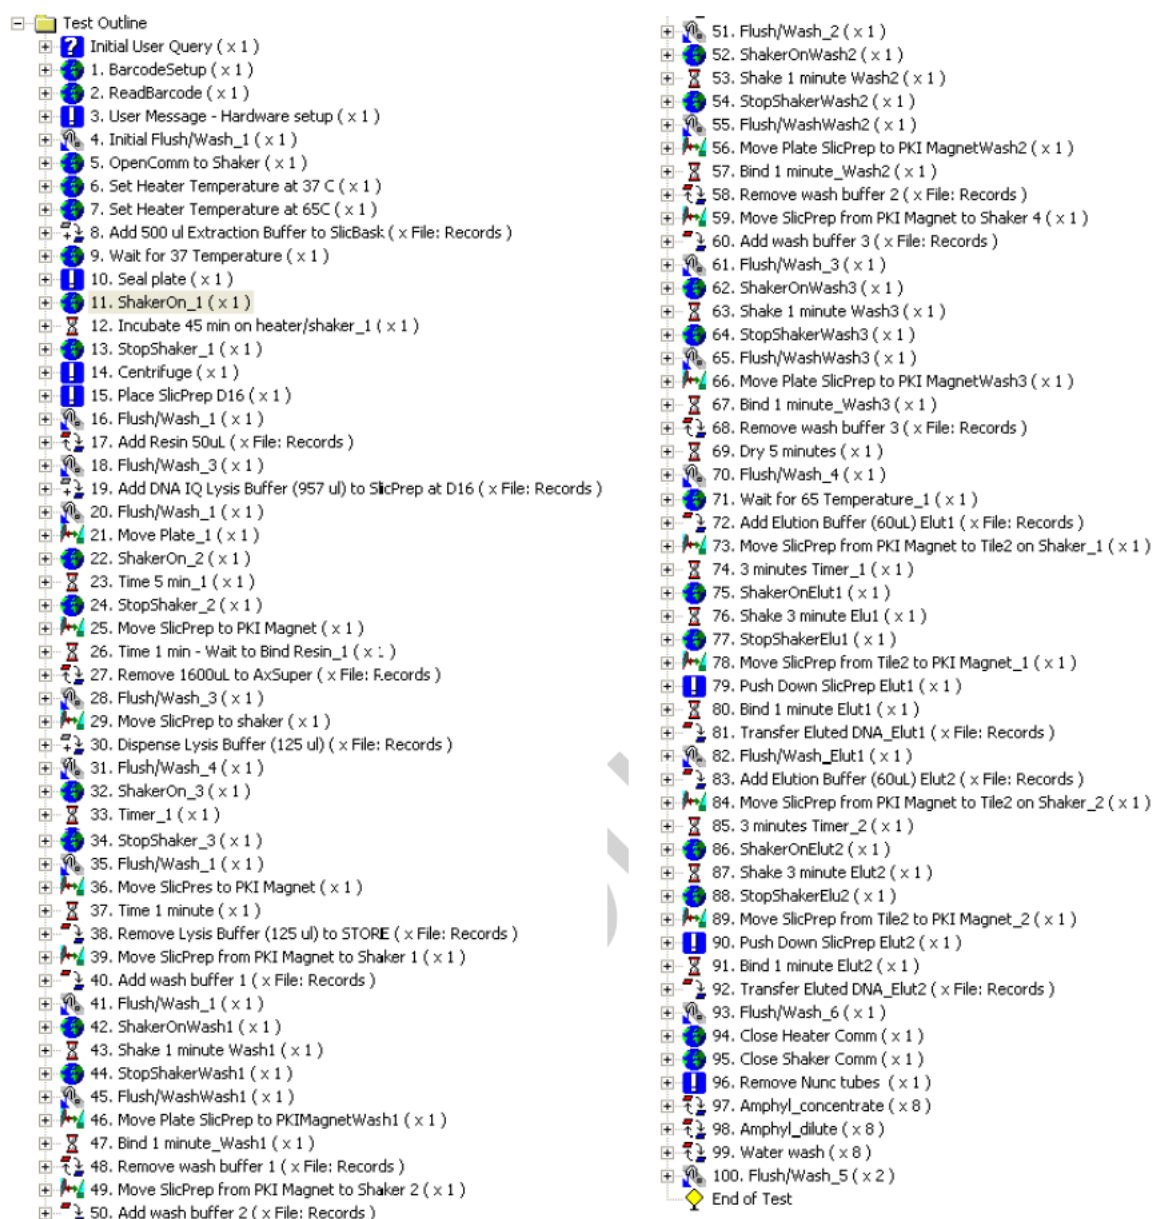 Test Outline
Initial User Query ( x 1 )
1. BarcodeSetup ( x 1 )
2. ReadBarcode ( x 1 )
3. User Message - Hardware setup ( x 1 )
4. Initial Flush/Wash_1 ( x 1 )
5. OpenComm to Shaker ( x 1 )
6. Set Heater Temperature at 37 C ( x 1 )
7. Set Heater Temperature at 65C ( x 1 )
8. Add 500 ul Extraction Buffer to SlicBask ( x File: Records )
9. Wait for 37 Temperature ( x 1 )
10. Seal plate ( x 1 )
11. ShakerOn_1 ( x 1 )
12. Incubate 45 min on heater/shaker_1 ( x 1 )
13. StopShaker_1 ( x 1 )
14. Centrifuge ( x 1 )
15. Place SlicPrep D16 ( x 1 )
16. Flush/Wash_1 ( x 1 )
17. Add Resin 50uL ( x File: Records )
18. Flush/Wash_3 ( x 1 )
19. Add DNA IQ Lysis Buffer (957 ul) to SlicPrep at D16 ( x File: Records )
20. Flush/Wash_1 ( x 1 )
21. Move Plate_1 ( x 1 )
22. ShakerOn_2 ( x 1 )
23. Time 5 min_1 ( x 1 )
24. StopShaker_2 ( x 1 )
25. Move SlicPrep to PKI Magnet ( x 1 )
26. Time 1 min - Wait to Bind Resin_1 ( x 1 )
27. Remove 1600uL to AxSuper ( x File: Records )
28. Flush/Wash_3 ( x 1 )
29. Move SlicPrep to shaker ( x 1 )
30. Dispense Lysis Buffer (125 ul) ( x File: Records )
31. Flush/Wash_4 ( x 1 )
32. ShakerOn_3 ( x 1 )
33. Timer_1 ( x 1 )
34. StopShaker_3 ( x 1 )
35. Flush/Wash_1 ( x 1 )
36. Move SlicPres to PKI Magnet ( x 1 )
37. Time 1 minute ( x 1 )
38. Remove Lysis Buffer (125 ul) to STORE ( x File: Records )
39. Move SlicPrep from PKI Magnet to Shaker 1 ( x 1 )
40. Add wash buffer 1 ( x File: Records )
41. Flush/Wash_1 ( x 1 )
42. ShakerOnWash1 ( x 1 )
43. Shake 1 minute Wash1 ( x 1 )
44. StopShakerWash1 ( x 1 )
45. Flush/WashWash1 ( x 1 )
46. Move Plate SlicPrep to PKIMagnetWash1 ( x 1 )
47. Bind 1 minute_Wash1 ( x 1 )
48. Remove wash buffer 1 ( x File: Records )
49. Move SlicPrep from PKI Magnet to Shaker 2 ( x 1 )
50. Add wash buffer 2 ( x File: Records )
51. Flush/Wash_2 ( x 1 )
52. ShakerOnWash2 ( x 1 )
53. Shake 1 minute Wash2 ( x 1 )
54. StopShakerWash2 ( x 1 )
55. Flush/WashWash2 ( x 1 )
56. Move Plate SlicPrep to PKI MagnetWash2 ( x 1 )
57. Bind 1 minute_Wash2 ( x 1 )
58. Remove wash buffer 2 ( x File: Records )
59. Move SlicPrep from PKI Magnet to Shaker 4 ( x 1 )
60. Add wash buffer 3 ( x File: Records )
61. Flush/Wash_3 ( x 1 )
62. ShakerOnWash3 ( x 1 )
63. Shake 1 minute Wash3 ( x 1 )
64. StopShakerWash3 ( x 1 )
65. Flush/WashWash3 ( x 1 )
66. Move Plate SlicPrep to PKI MagnetWash3 ( x 1 )
67. Bind 1 minute_Wash3 ( x 1 )
68. Remove wash buffer 3 ( x File: Records )
69. Dry 5 minutes ( x 1 )
70. Flush/Wash_4 ( x 1 )
71. Wait for 65 Temperature_1 ( x 1 )
72. Add Elution Buffer (60uL) Elut1 ( x File: Records )
73. Move SlicPrep from PKI Magnet to Tile2 on Shaker_1 ( x 1 )
74. 3 minutes Timer_1 ( x 1 )
75. ShakerOnElut1 ( x 1 )
76. Shake 3 minute Elu1 ( x 1 )
77. StopShakerElu1 ( x 1 )
78. Move SlicPrep from Tile2 to PKI Magnet_1 ( x 1 )
79. Push Down SlicPrep Elut1 ( x 1 )
80. Bind 1 minute Elut1 ( x 1 )
81. Transfer Eluted DNA_Elut1 ( x File: Records )
82. Flush/Wash_Elut1 ( x 1 )
83. Add Elution Buffer (60uL) Elut2 ( x File: Records )
84. Move SlicPrep from PKI Magnet to Tile2 on Shaker_2 ( x 1 )
85. 3 minutes Timer_2 ( x 1 )
86. ShakerOnElut2 ( x 1 )
87. Shake 3 minute Elut2 ( x 1 )
88. StopShakerElu2 ( x 1 )
89. Move SlicPrep from Tile2 to PKI Magnet_2 ( x 1 )
90. Push Down SlicPrep Elut2 ( x 1 )
91. Bind 1 minute Elut2 ( x 1 )
92. Transfer Eluted DNA_Elut2 ( x File: Records )
93. Flush/Wash_6 ( x 1 )
94. Close Heater Comm ( x 1 )
95. Close Shaker Comm ( x 1 )
96. Remove Nunc tubes ( x 1 )
97. Amphyl_concentrate ( x 8 )
98. Amphyl_dilute ( x 8 )
99. Water wash ( x 8 )
100. Flush/Wash_5 ( x 2 )
End of Test